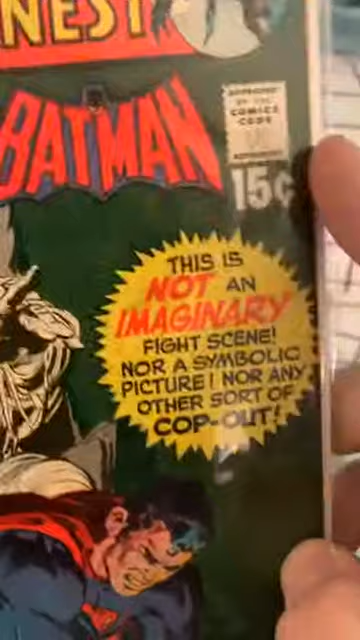 NEST
BATMAN
APPROVED
BY THE
COMICS
CODE
AUTHORITY
15¢
THIS IS
NOT AN
IMAGINARY
FIGHT SCENE!
NOR A SYMBOLIC
PICTURE! NOR ANY
OTHER SORT OF
COP-OUT!